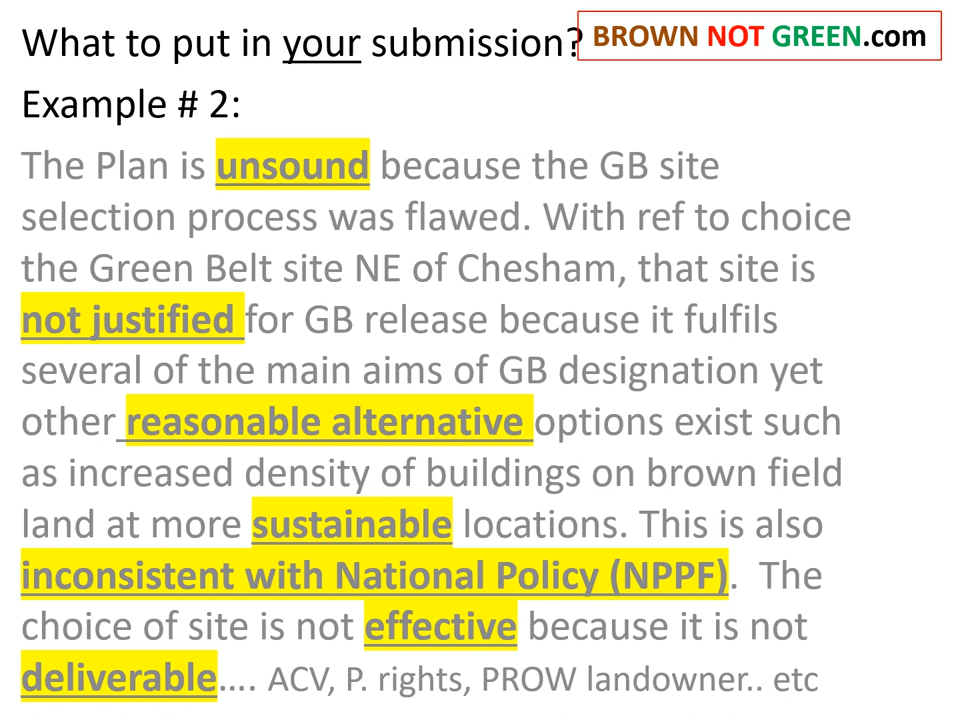 What to put in your submission?
BROWN NOT GREEN.com
Example # 2:
The Plan is unsound because the GB site
selection process was flawed. With ref to choice
the Green Belt site NE of Chesham, that site is
not justified for GB release because it fulfils
several of the main aims of GB designation yet
other reasonable alternative options exist such
as increased density of buildings on brown field
land at more sustainable locations. This is also
inconsistent with National Policy (NPPF). The
choice of site is not effective because it is not
deliverable.... ACV, P. rights, PROW landowner.. etc